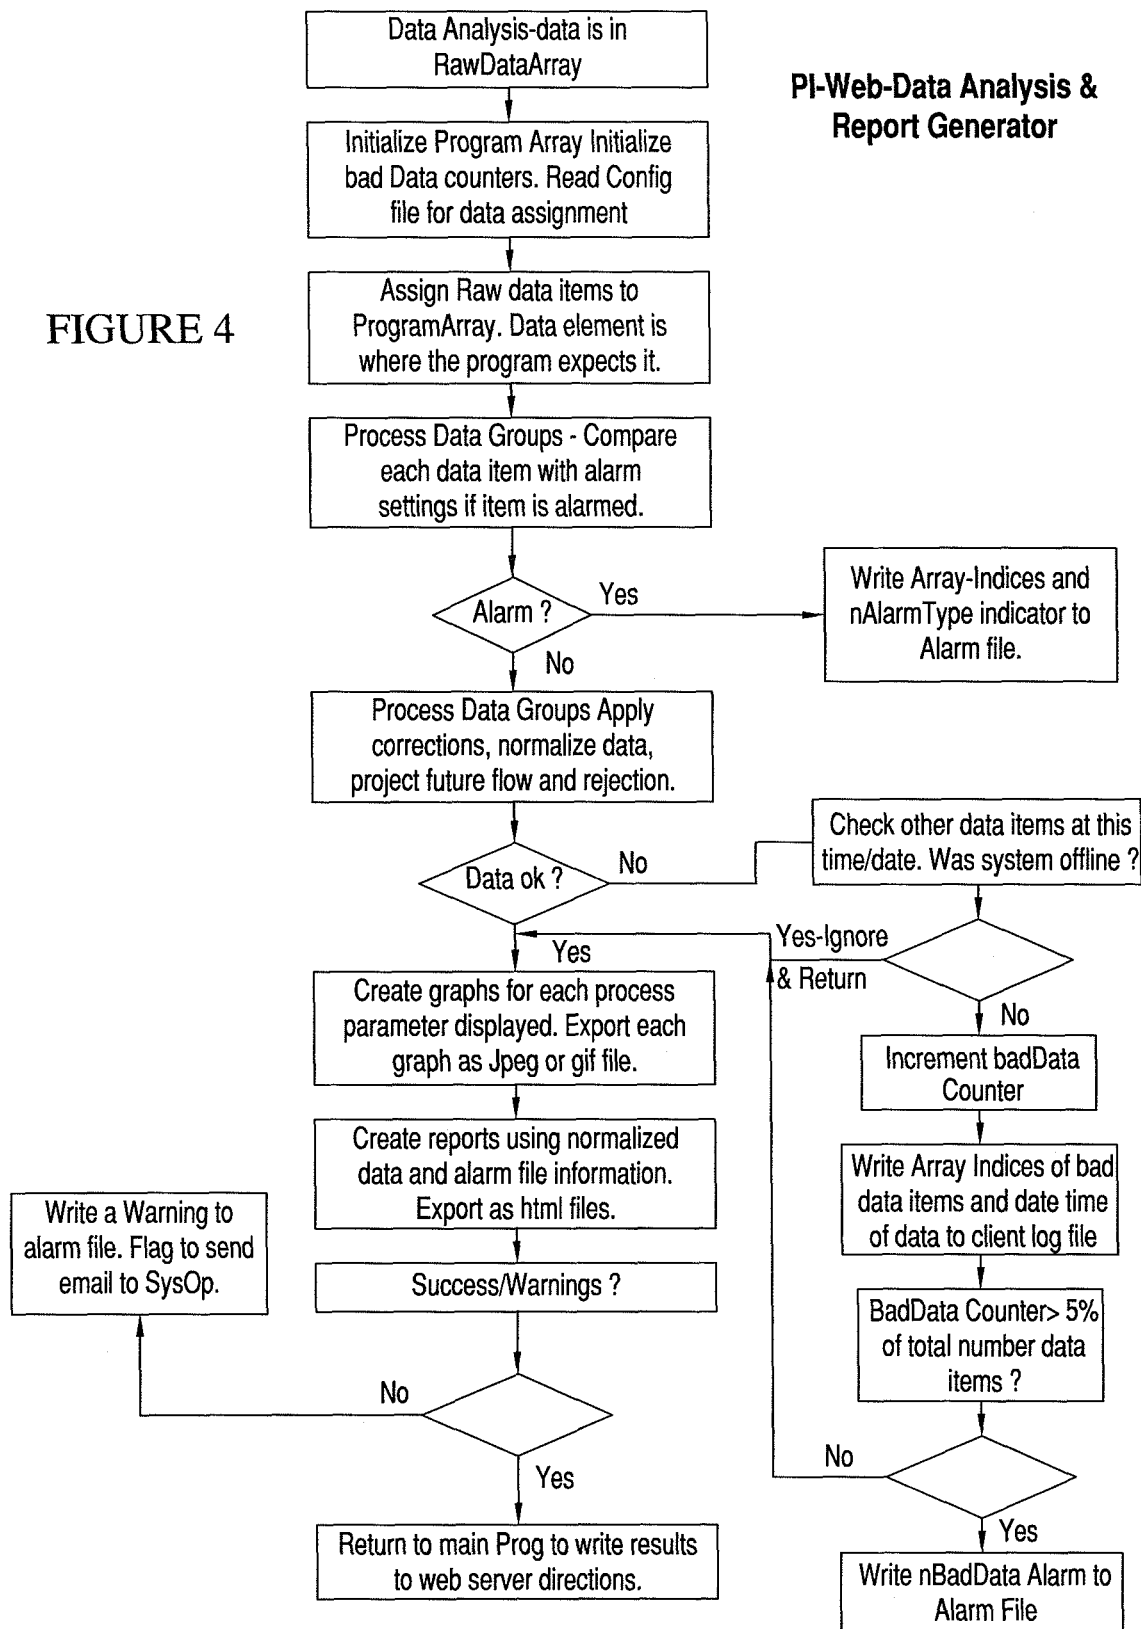 Data Analysis-data is in
RawDataArray
PI-Web-Data Analysis &
Report Generator
Initialize Program Array Initialize
bad Data counters. Read Config
file for data assignment
FIGURE 4
Assign Raw data items to
ProgramArray. Data element is
where the program expects it.
Process Data Groups - Compare
each data item with alarm
settings if item is alarmed.
Alarm ?
Yes
No
Write Array-Indices and
nAlarmType indicator to
Alarm file.
Process Data Groups Apply
corrections, normalize data,
project future flow and rejection.
Data ok ?
No
Yes
Check other data items at this
time/date. Was system offline ?
Yes-Ignore
& Return
No
Increment badData
Counter
Write Array Indices of bad
data items and date time
of data to client log file
BadData Counter> 5%
of total number data
items ?
No
Yes
Write nBadData Alarm to
Alarm File
Create graphs for each process
parameter displayed. Export each
graph as Jpeg or gif file.
Create reports using normalized
data and alarm file information.
Export as html files.
Success/Warnings ?
No
Yes
Write a Warning to
alarm file. Flag to send
email to SysOp.
Return to main Prog to write results
to web server directions.